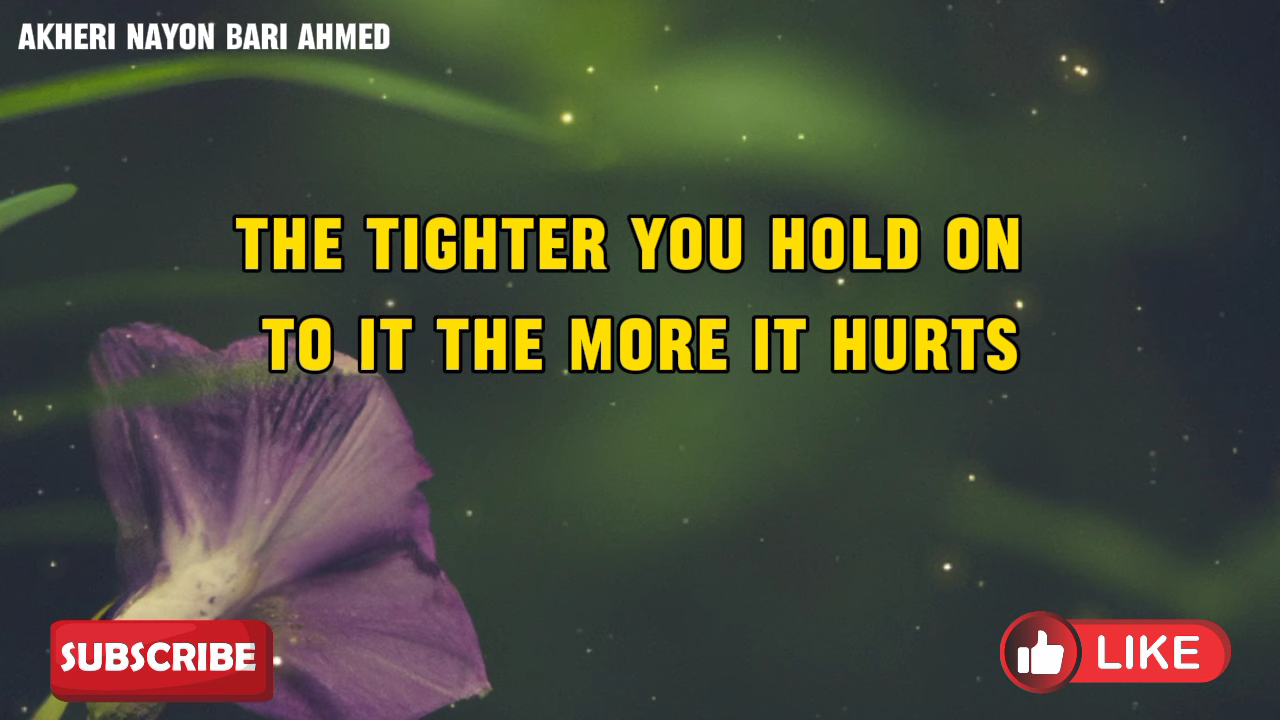 AKHERI NAYON BARI AHMED
THE TIGHTER YOU HOLD ON
TO IT THE MORE IT HURTS
SUBSCRIBE
LIKE